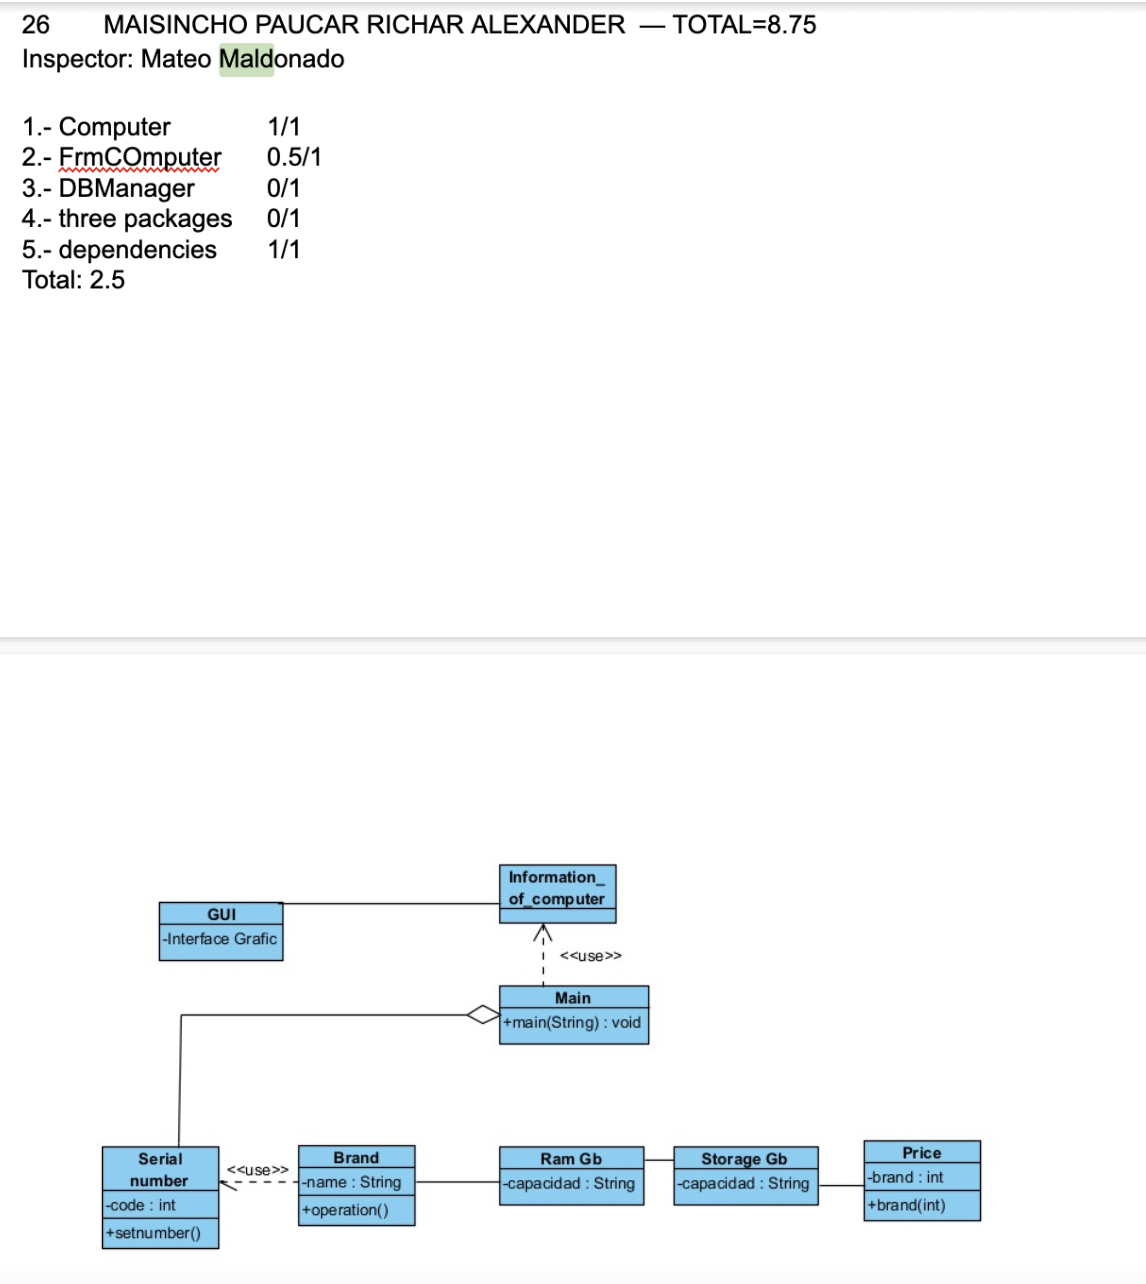 26 MAISINCHO PAUCAR RICHAR ALEXANDER — TOTAL=8.75
Inspector: Mateo Maldonado
1.- Computer 1/1
2.- FrmCOmputer 0.5/1
3.- DBManager 0/1
4.- three packages 0/1
5.- dependencies 1/1
Total: 2.5
Information_
of_computer
GUI
-Interface Grafic
<<use>>
Main
+main(String) : void
Serial
number
-code : int
+setnumber()
<<use>>
Brand
-name : String
+operation()
Ram Gb
-capacidad : String
Storage Gb
-capacidad : String
Price
-brand : int
+brand(int)